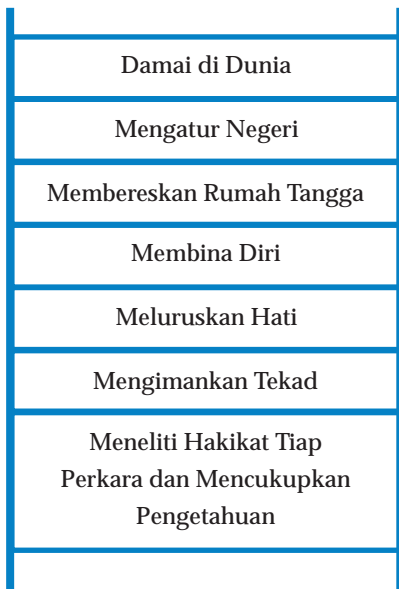 Damai di Dunia
Mengatur Negeri
Membereskan Rumah Tangga
Membina Diri
Meluruskan Hati
Mengimankan Tekad
Meneliti Hakikat Tiap
Perkara dan Mencukupkan
Pengetahuan